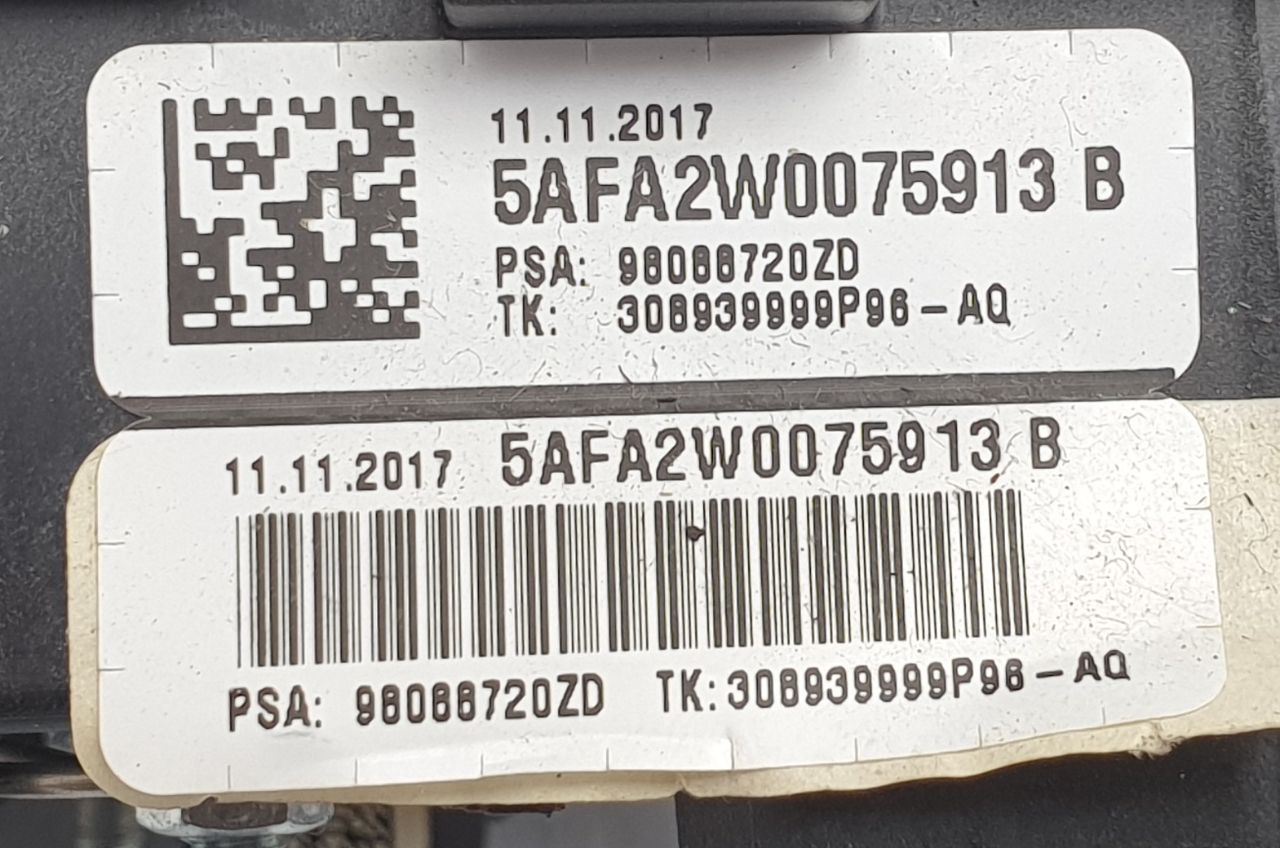 11.11.2017
5AFA2W0075913 B
PSA: 98088720ZD
TK: 308939999P96-AQ
11.11.2017 5AFA2W0075913 B
PSA: 98088720ZD TK:308939999P96-AQ